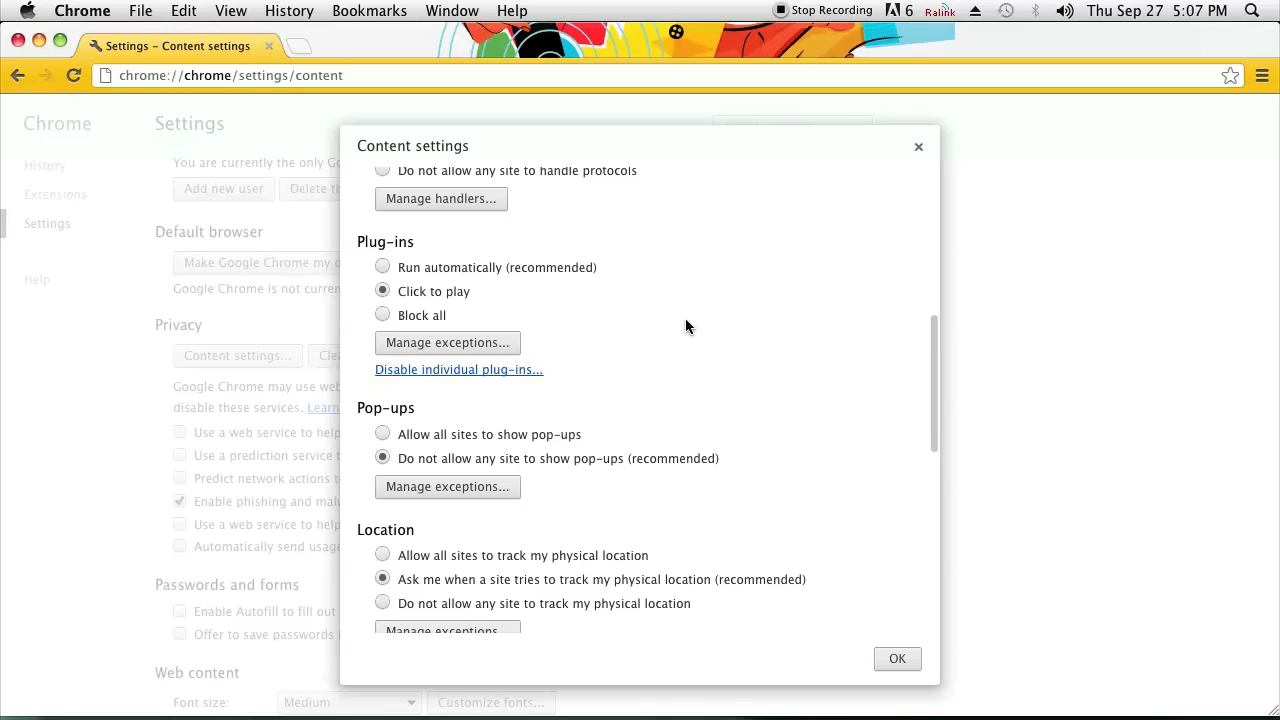 Chrome File Edit View History Bookmarks Window Help Stop Recording 6 Ralink Thu Sep 27 5:07 PM
Settings – Content settings
chrome://chrome/settings/content
Chrome
History
Extensions
Settings
Help
Settings
You are currently the only Go
Add new user Delete th
Default browser
Make Google Chrome my d
Google Chrome is not curren
Privacy
Content settings... Cle
Google Chrome may use web
disable these services. Learn
Use a web service to help
Use a prediction service t
Predict network actions t
Enable phishing and malw
Use a web service to help
Automatically send usage
Passwords and forms
Enable Autofill to fill out
Offer to save passwords
Web content
Font size: Medium Customize fonts...
Content settings
Do not allow any site to handle protocols
Manage handlers...
Plug-ins
Run automatically (recommended)
Click to play
Block all
Manage exceptions...
Disable individual plug-ins...
Pop-ups
Allow all sites to show pop-ups
Do not allow any site to show pop-ups (recommended)
Manage exceptions...
Location
Allow all sites to track my physical location
Ask me when a site tries to track my physical location (recommended)
Do not allow any site to track my physical location
Manage exceptions...
OK